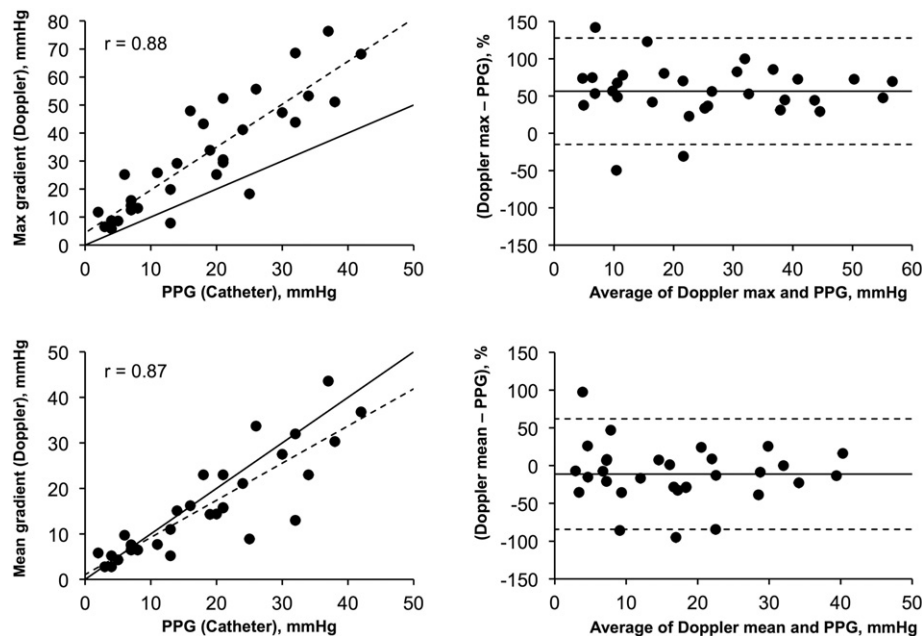 Max gradient (Doppler), mmHg
80
70
60
50
40
30
20
10
0
r = 0.88
0 10 20 30 40 50
PPG (Catheter), mmHg
(Doppler max – PPG), %
150
100
50
0
-50
-100
-150
0 10 20 30 40 50 60
Average of Doppler max and PPG, mmHg
Mean gradient (Doppler), mmHg
50
40
30
20
10
0
r = 0.87
0 10 20 30 40 50
PPG (Catheter), mmHg
(Doppler mean – PPG), %
150
100
50
0
-50
-100
-150
0 10 20 30 40 50 60
Average of Doppler mean and PPG, mmHg